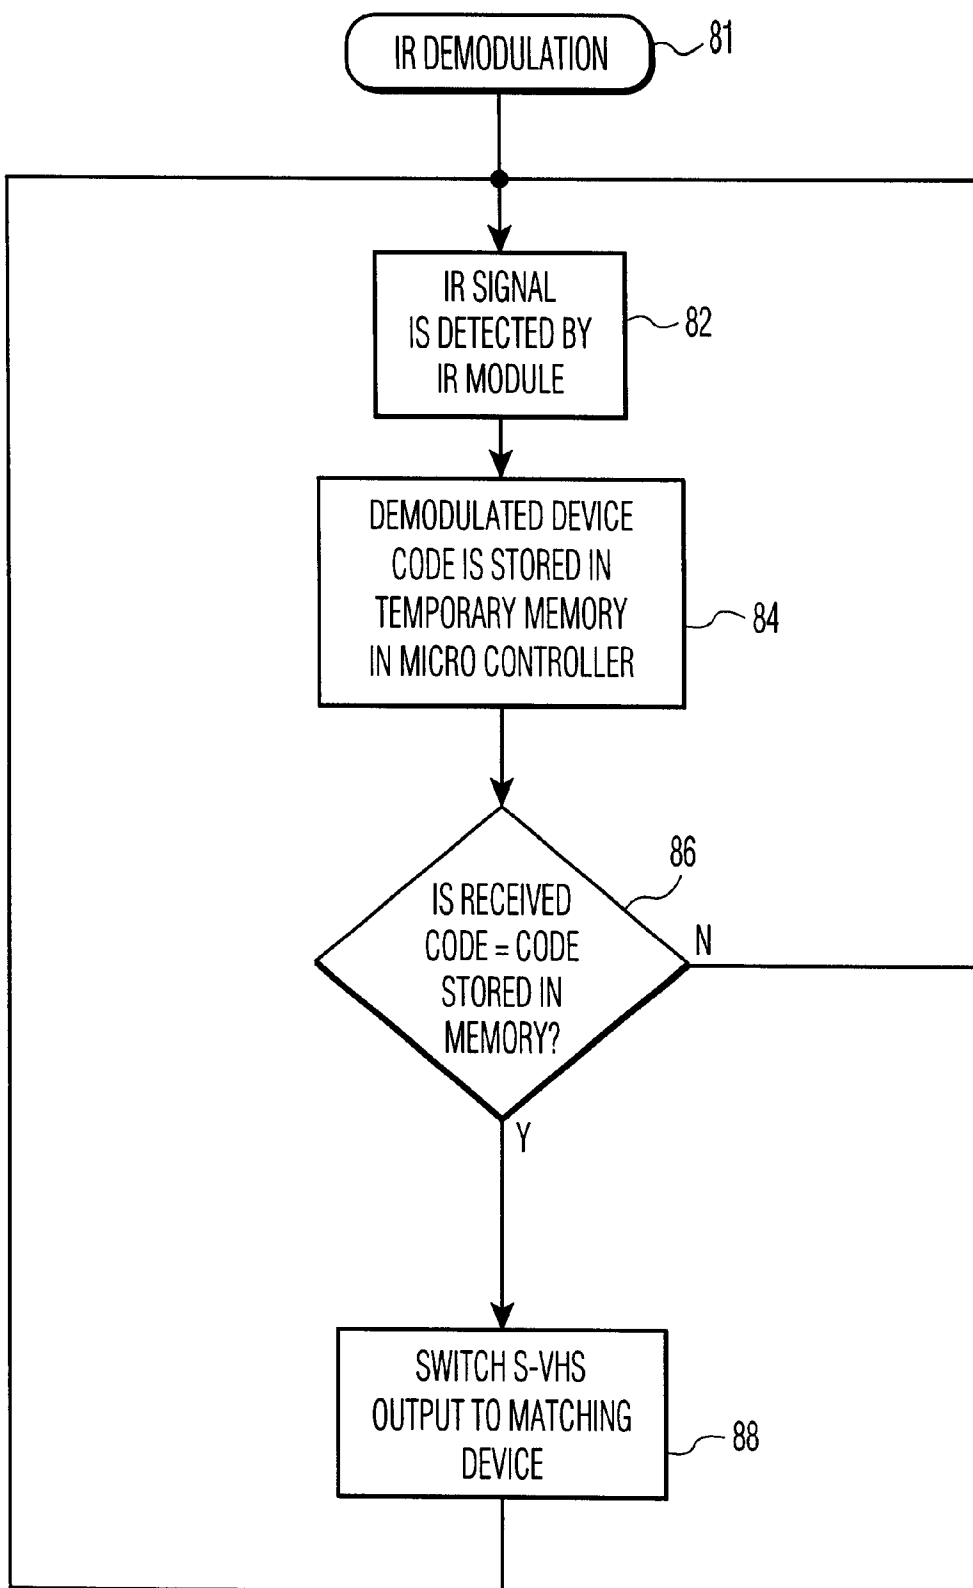 IR DEMODULATION
81
IR SIGNAL
IS DETECTED BY
IR MODULE
82
DEMODULATED DEVICE
CODE IS STORED IN
TEMPORARY MEMORY
IN MICRO CONTROLLER
84
86
IS RECEIVED
CODE = CODE
STORED IN
MEMORY?
N
Y
SWITCH S-VHS
OUTPUT TO MATCHING
DEVICE
88